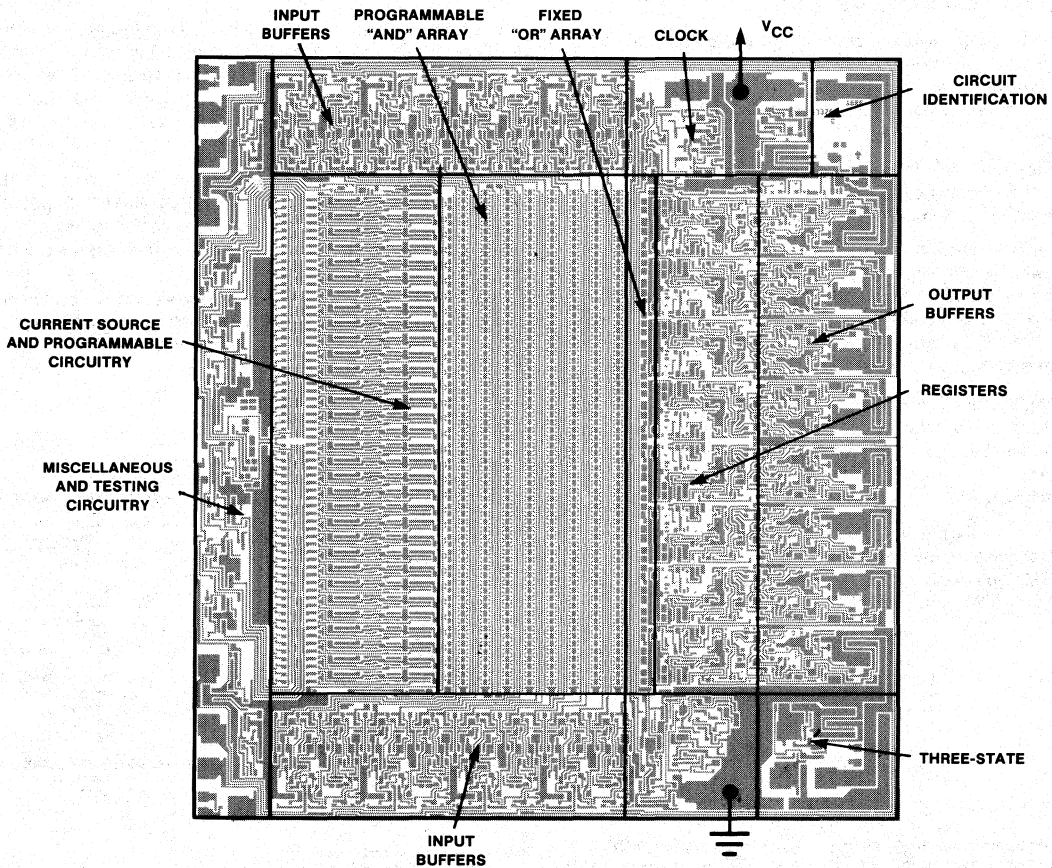 INPUT
BUFFERS
PROGRAMMABLE
“AND” ARRAY
FIXED
“OR” ARRAY
CLOCK
VCC
CIRCUIT
IDENTIFICATION
CURRENT SOURCE
AND PROGRAMMABLE
CIRCUITRY
OUTPUT
BUFFERS
REGISTERS
MISCELLANEOUS
AND TESTING
CIRCUITRY
THREE-STATE
INPUT
BUFFERS